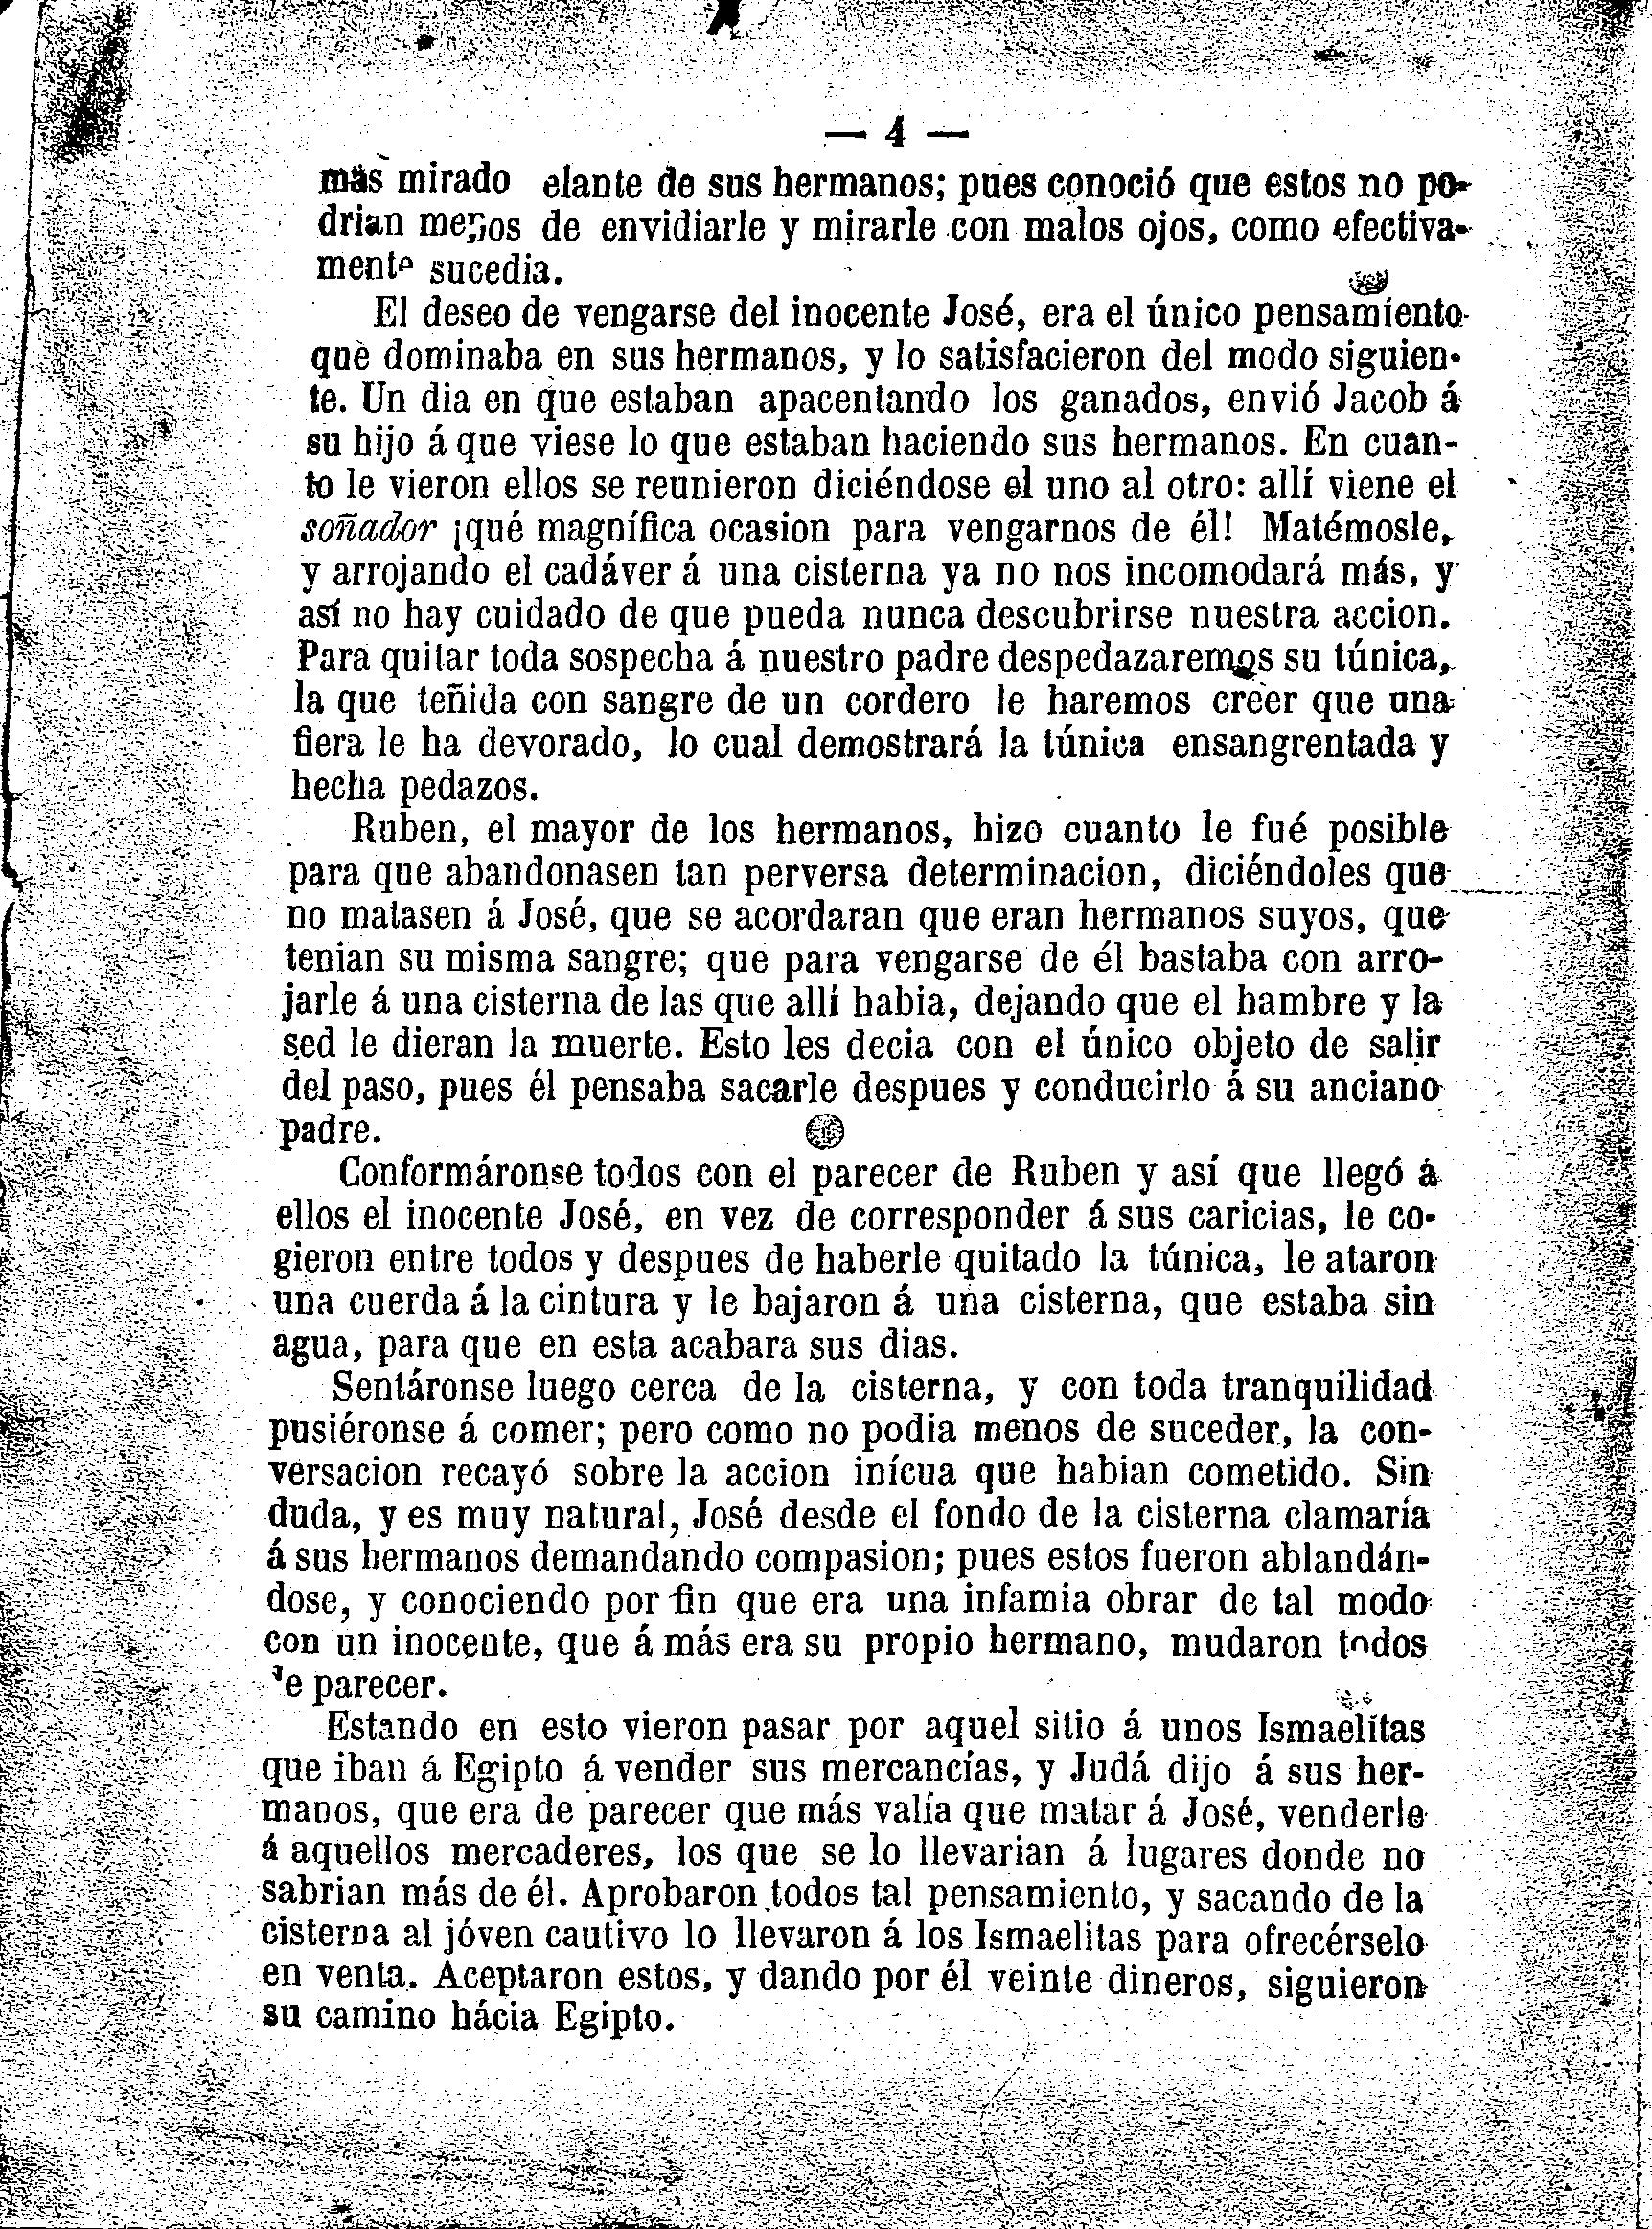 — 4 —
más mirado elante de sus hermanos; pues conoció que estos no po-
drian menos de envidiarle y mirarle con malos ojos, como efectiva-
mente sucedia.
El deseo de vengarse del inocente José, era el único pensamiento
que dominaba en sus hermanos, y lo satisfacieron del modo siguien-
te. Un dia en que estaban apacentando los ganados, envió Jacob á
su hijo á que viese lo que estaban haciendo sus hermanos. En cuan-
to le vieron ellos se reunieron diciéndose el uno al otro: allí viene el
soñador ¡qué magnífica ocasion para vengarnos de él! Matémosle,
y arrojando el cadáver á una cisterna ya no nos incomodará más, y
así no hay cuidado de que pueda nunca descubrirse nuestra accion.
Para quitar toda sospecha á nuestro padre despedazaremos su túnica,
la que teñida con sangre de un cordero le haremos creer que una
fiera le ha devorado, lo cual demostrará la túnica ensangrentada y
hecha pedazos.
Ruben, el mayor de los hermanos, hizo cuanto le fué posible
para que abandonasen tan perversa determinacion, diciéndoles que
no matasen á José, que se acordaran que eran hermanos suyos, que
tenian su misma sangre; que para vengarse de él bastaba con arro-
jarle á una cisterna de las que allí habia, dejando que el hambre y la
sed le dieran la muerte. Esto les decia con el único objeto de salir
del paso, pues él pensaba sacarle despues y conducirlo á su anciano
padre.
Conformáronse todos con el parecer de Ruben y así que llegó á
ellos el inocente José, en vez de corresponder á sus caricias, le co-
gieron entre todos y despues de haberle quitado la túnica, le ataron
una cuerda á la cintura y le bajaron á una cisterna, que estaba sin
agua, para que en esta acabara sus dias.
Sentáronse luego cerca de la cisterna, y con toda tranquilidad
pusiéronse á comer; pero como no podia menos de suceder, la con-
versacion recayó sobre la accion inícua que habian cometido. Sin
duda, y es muy natural, José desde el fondo de la cisterna clamaría
á sus hermanos demandando compasion; pues estos fueron ablandán-
dose, y conociendo por fin que era una infamia obrar de tal modo
con un inocente, que á más era su propio hermano, mudaron todos
de parecer.
Estando en esto vieron pasar por aquel sitio á unos Ismaelítas
que iban á Egipto á vender sus mercancías, y Judá dijo á sus her-
manos, que era de parecer que más valía que matar á José, venderle
á aquellos mercaderes, los que se lo llevarian á lugares donde no
sabrian más de él. Aprobaron todos tal pensamiento, y sacando de la
cisterna al jóven cautivo lo llevaron á los Ismaelitas para ofrecérselo
en venta. Aceptaron estos, y dando por él veinte dineros, siguieron
su camino hácia Egipto.